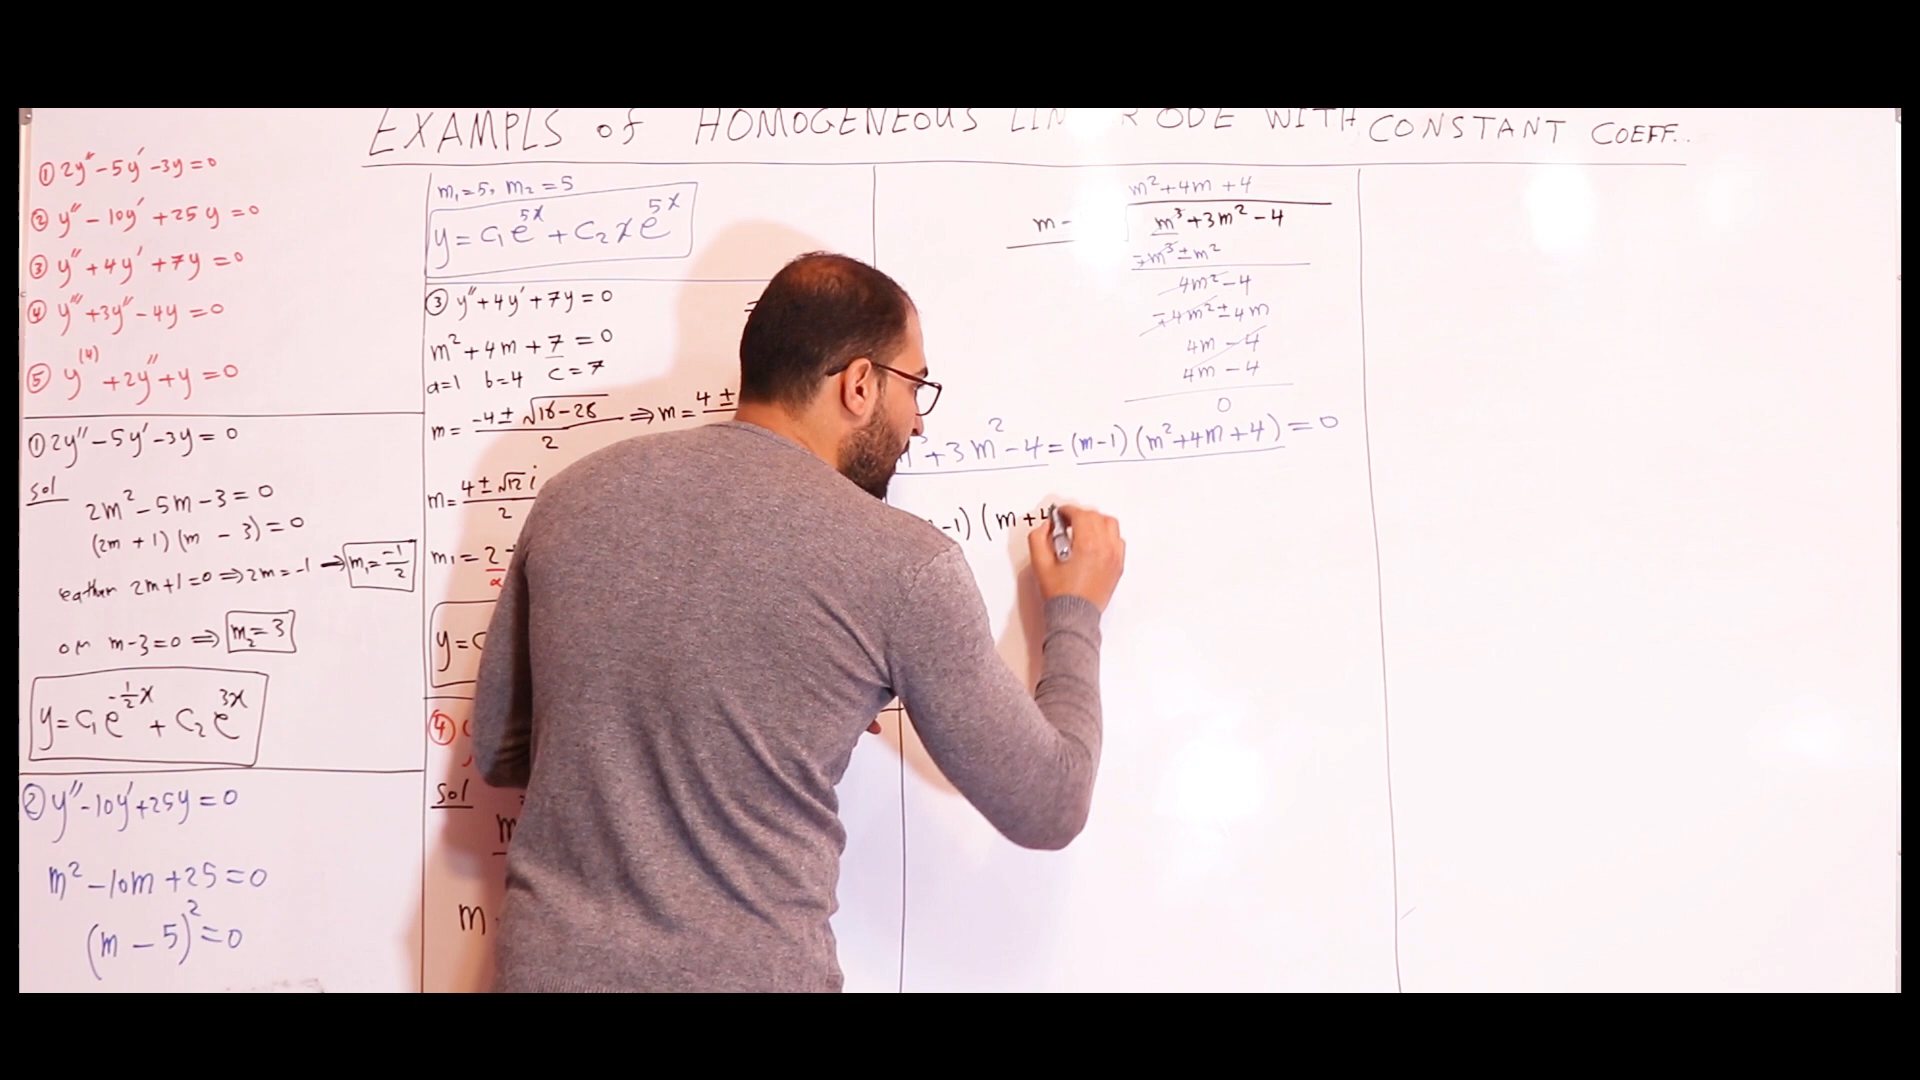 EXAMPLS of HOMOGENEOUS ODE WITH CONSTANT COEFF..
① 2y''-5y'-3y=0
② y''-10y'+25y=0
③ y''+4y'+7y=0
④ y'''+3y''-4y=0
⑤ y⁽⁴⁾+2y''+y=0
① 2y''-5y'-3y=0
sol
2m²-5m-3=0
(2m+1)(m-3)=0
eather 2m+1=0⇒2m=-1→m₁=-1/2
or m-3=0⇒m₂=3
y=c₁e^(-1/2 x)+c₂e^(3x)
② y''-10y'+25y=0
m²-10m+25=0
(m-5)²=0
m₁=5, m₂=5
y=c₁e^(5x)+c₂xe^(5x)
③ y''+4y'+7y=0
m²+4m+7=0
a=1 b=4 c=7
m=(-4±√(16-28))/2 ⇒m=4±
m=(4±√12 i)/2
m₁=2
α
y=c
④
sol
m
m
m²+4m+4
m- m³+3m²-4
∓m³±m²
4m²-4
∓4m²±4m
4m-4
4m-4
0
+3m²-4=(m-1)(m²+4m+4)=0
-1)(m+4